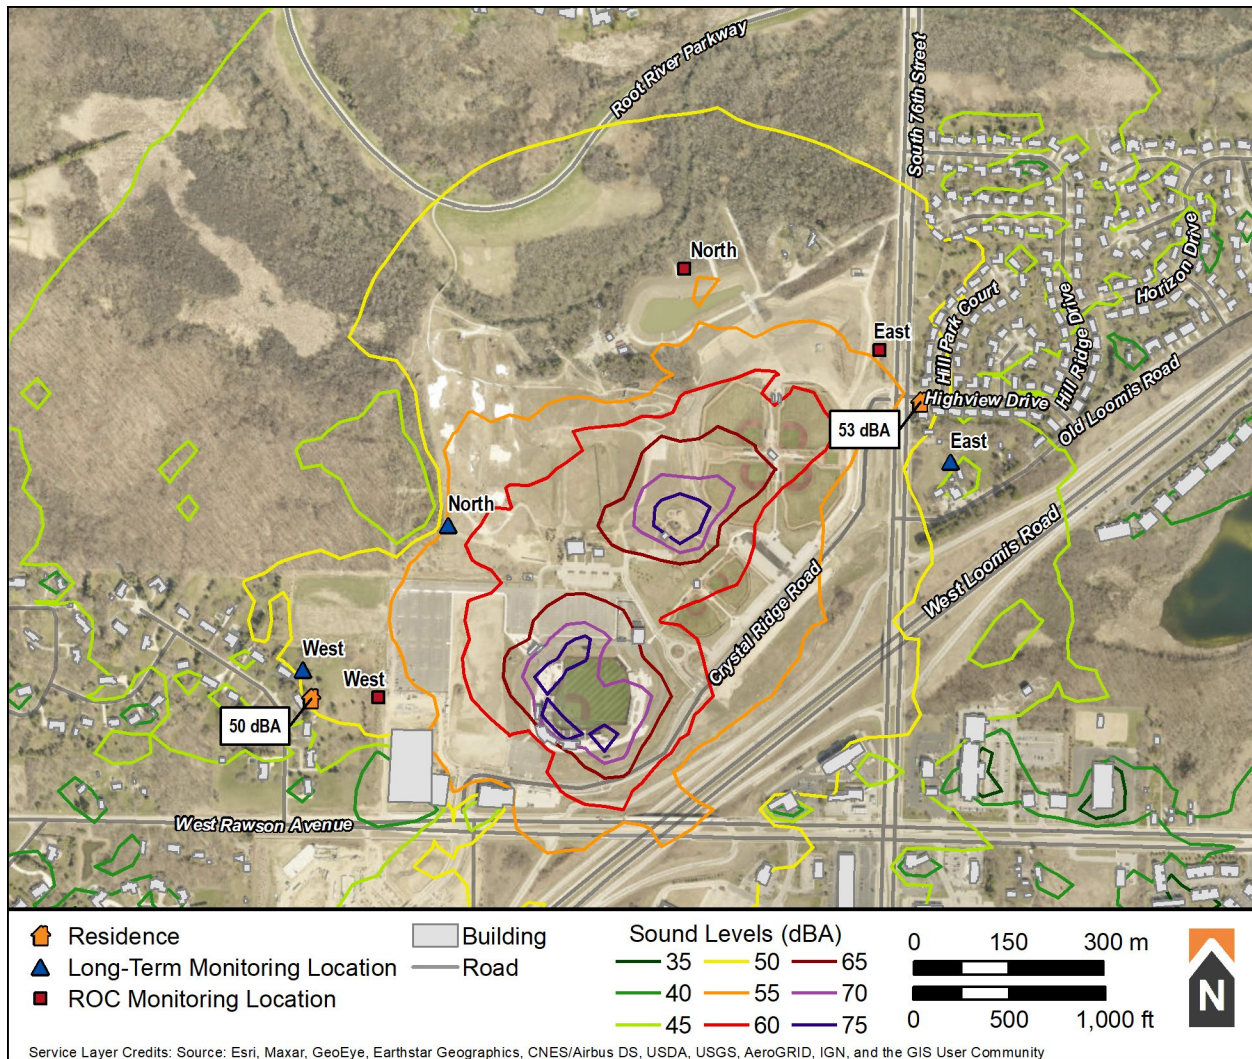 Root River Parkway
South 76th Street
North
East
Hill Park Court
Horizon Drive
Hill Ridge Drive
Highview Drive
Old Loomis Road
53 dBA
East
North
West Loomis Road
Crystal Ridge Road
West
West
50 dBA
West Rawson Avenue
Residence
Long-Term Monitoring Location
ROC Monitoring Location
Building
Road
Sound Levels (dBA)
35 50 65
40 55 70
45 60 75
0 150 300 m
0 500 1,000 ft
N
Service Layer Credits: Source: Esri, Maxar, GeoEye, Earthstar Geographics, CNES/Airbus DS, USDA, USGS, AeroGRID, IGN, and the GIS User Community